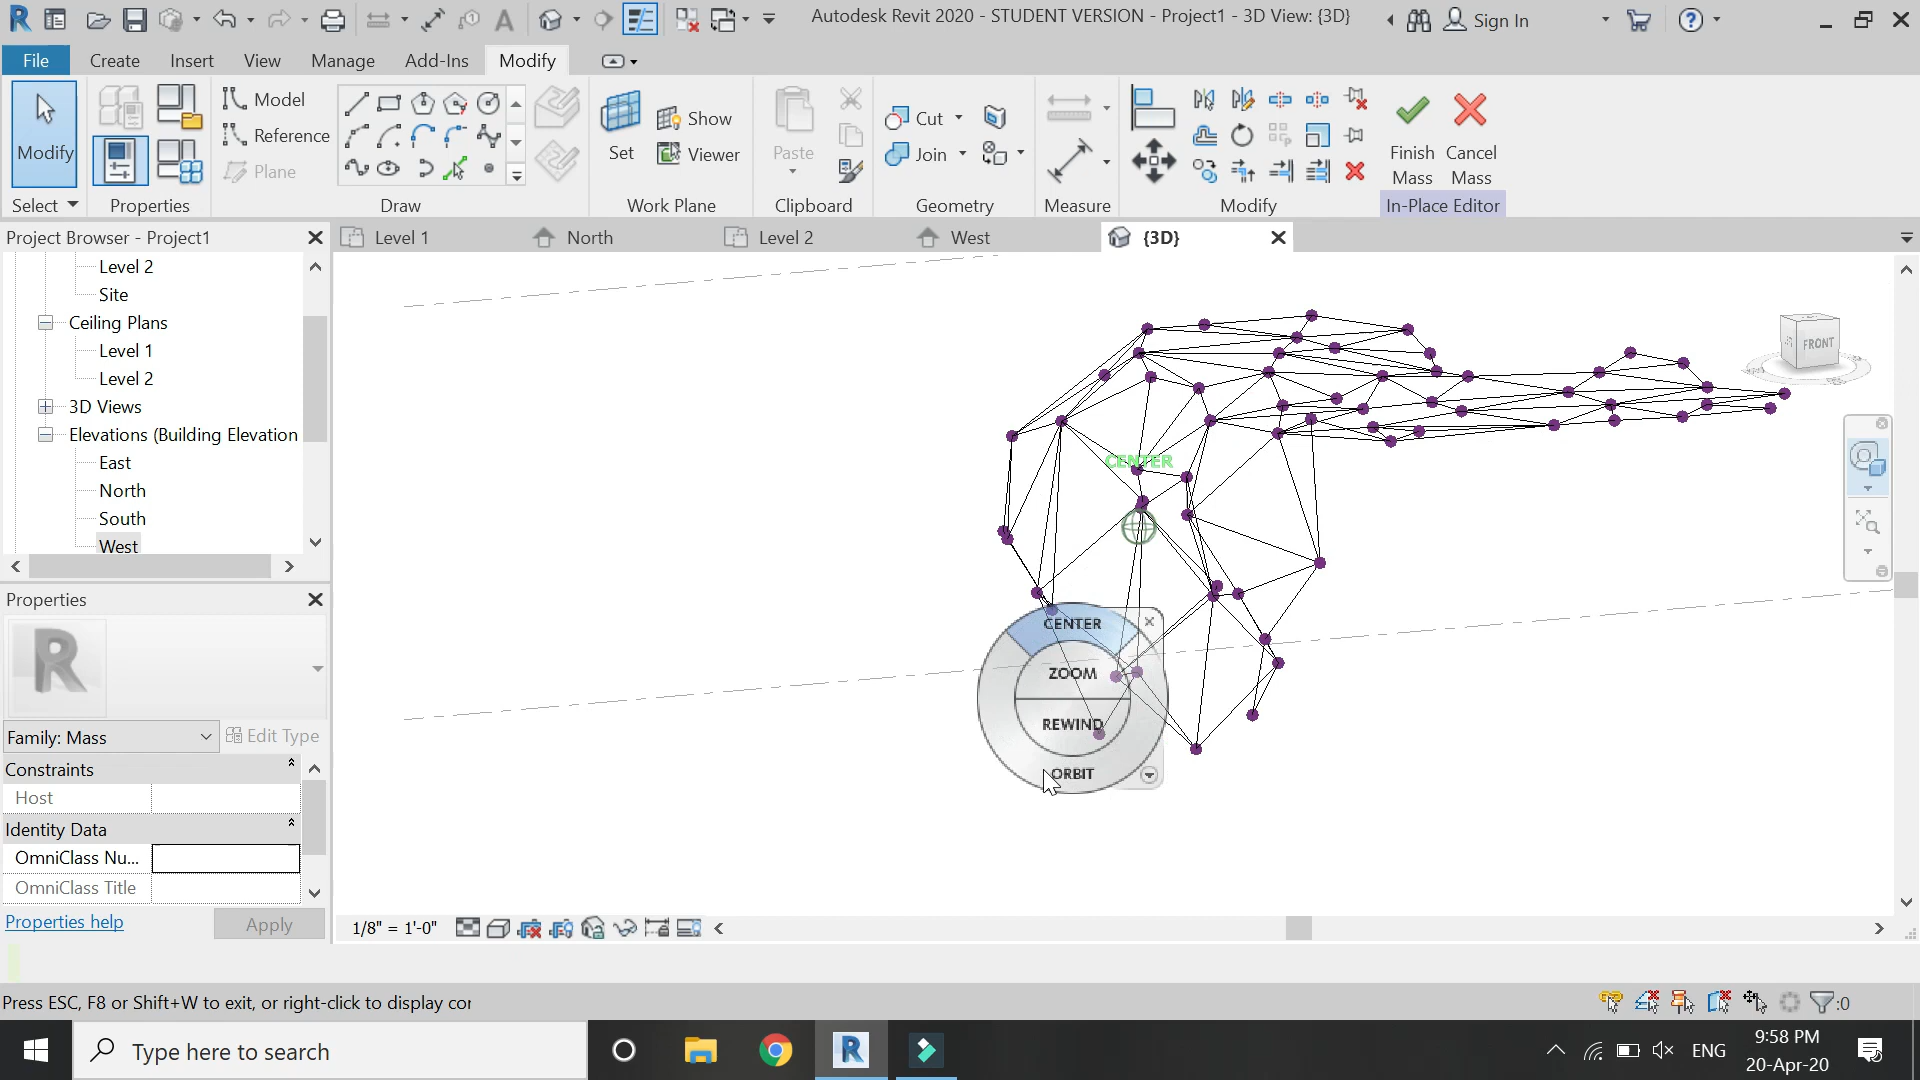 Autodesk Revit 2020 - STUDENT VERSION - Project1 - 3D View: {3D}
Sign In
File
Create
Insert
View
Manage
Add-Ins
Modify
Modify
Model
Reference
Plane
Set
Show
Viewer
Paste
Cut
Join
Finish Mass
Cancel Mass
Select
Properties
Draw
Work Plane
Clipboard
Geometry
Measure
Modify
In-Place Editor
Project Browser - Project1
Level 1
North
Level 2
West
{3D}
Level 2
Site
Ceiling Plans
Level 1
Level 2
3D Views
Elevations (Building Elevation
East
North
South
West
FRONT
CENTER
CENTER
ZOOM
REWIND
ORBIT
Properties
R
Family: Mass
Edit Type
Constraints
Host
Identity Data
OmniClass Nu...
OmniClass Title
Properties help
Apply
1/8" = 1'-0"
Press ESC, F8 or Shift+W to exit, or right-click to display cor
:0
Type here to search
ENG
9:58 PM
20-Apr-20